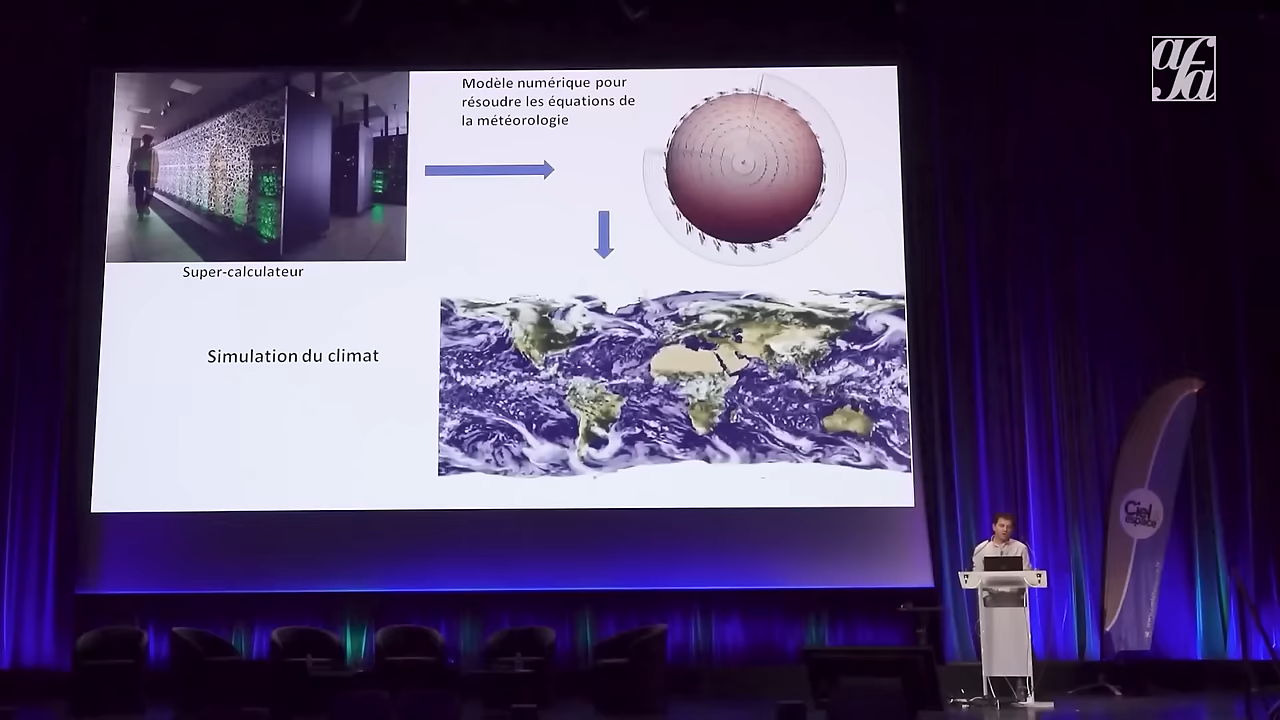 Modèle numérique pour
résoudre les équations de
la météorologie
Super-calculateur
Simulation du climat
afa
Ciel
espace